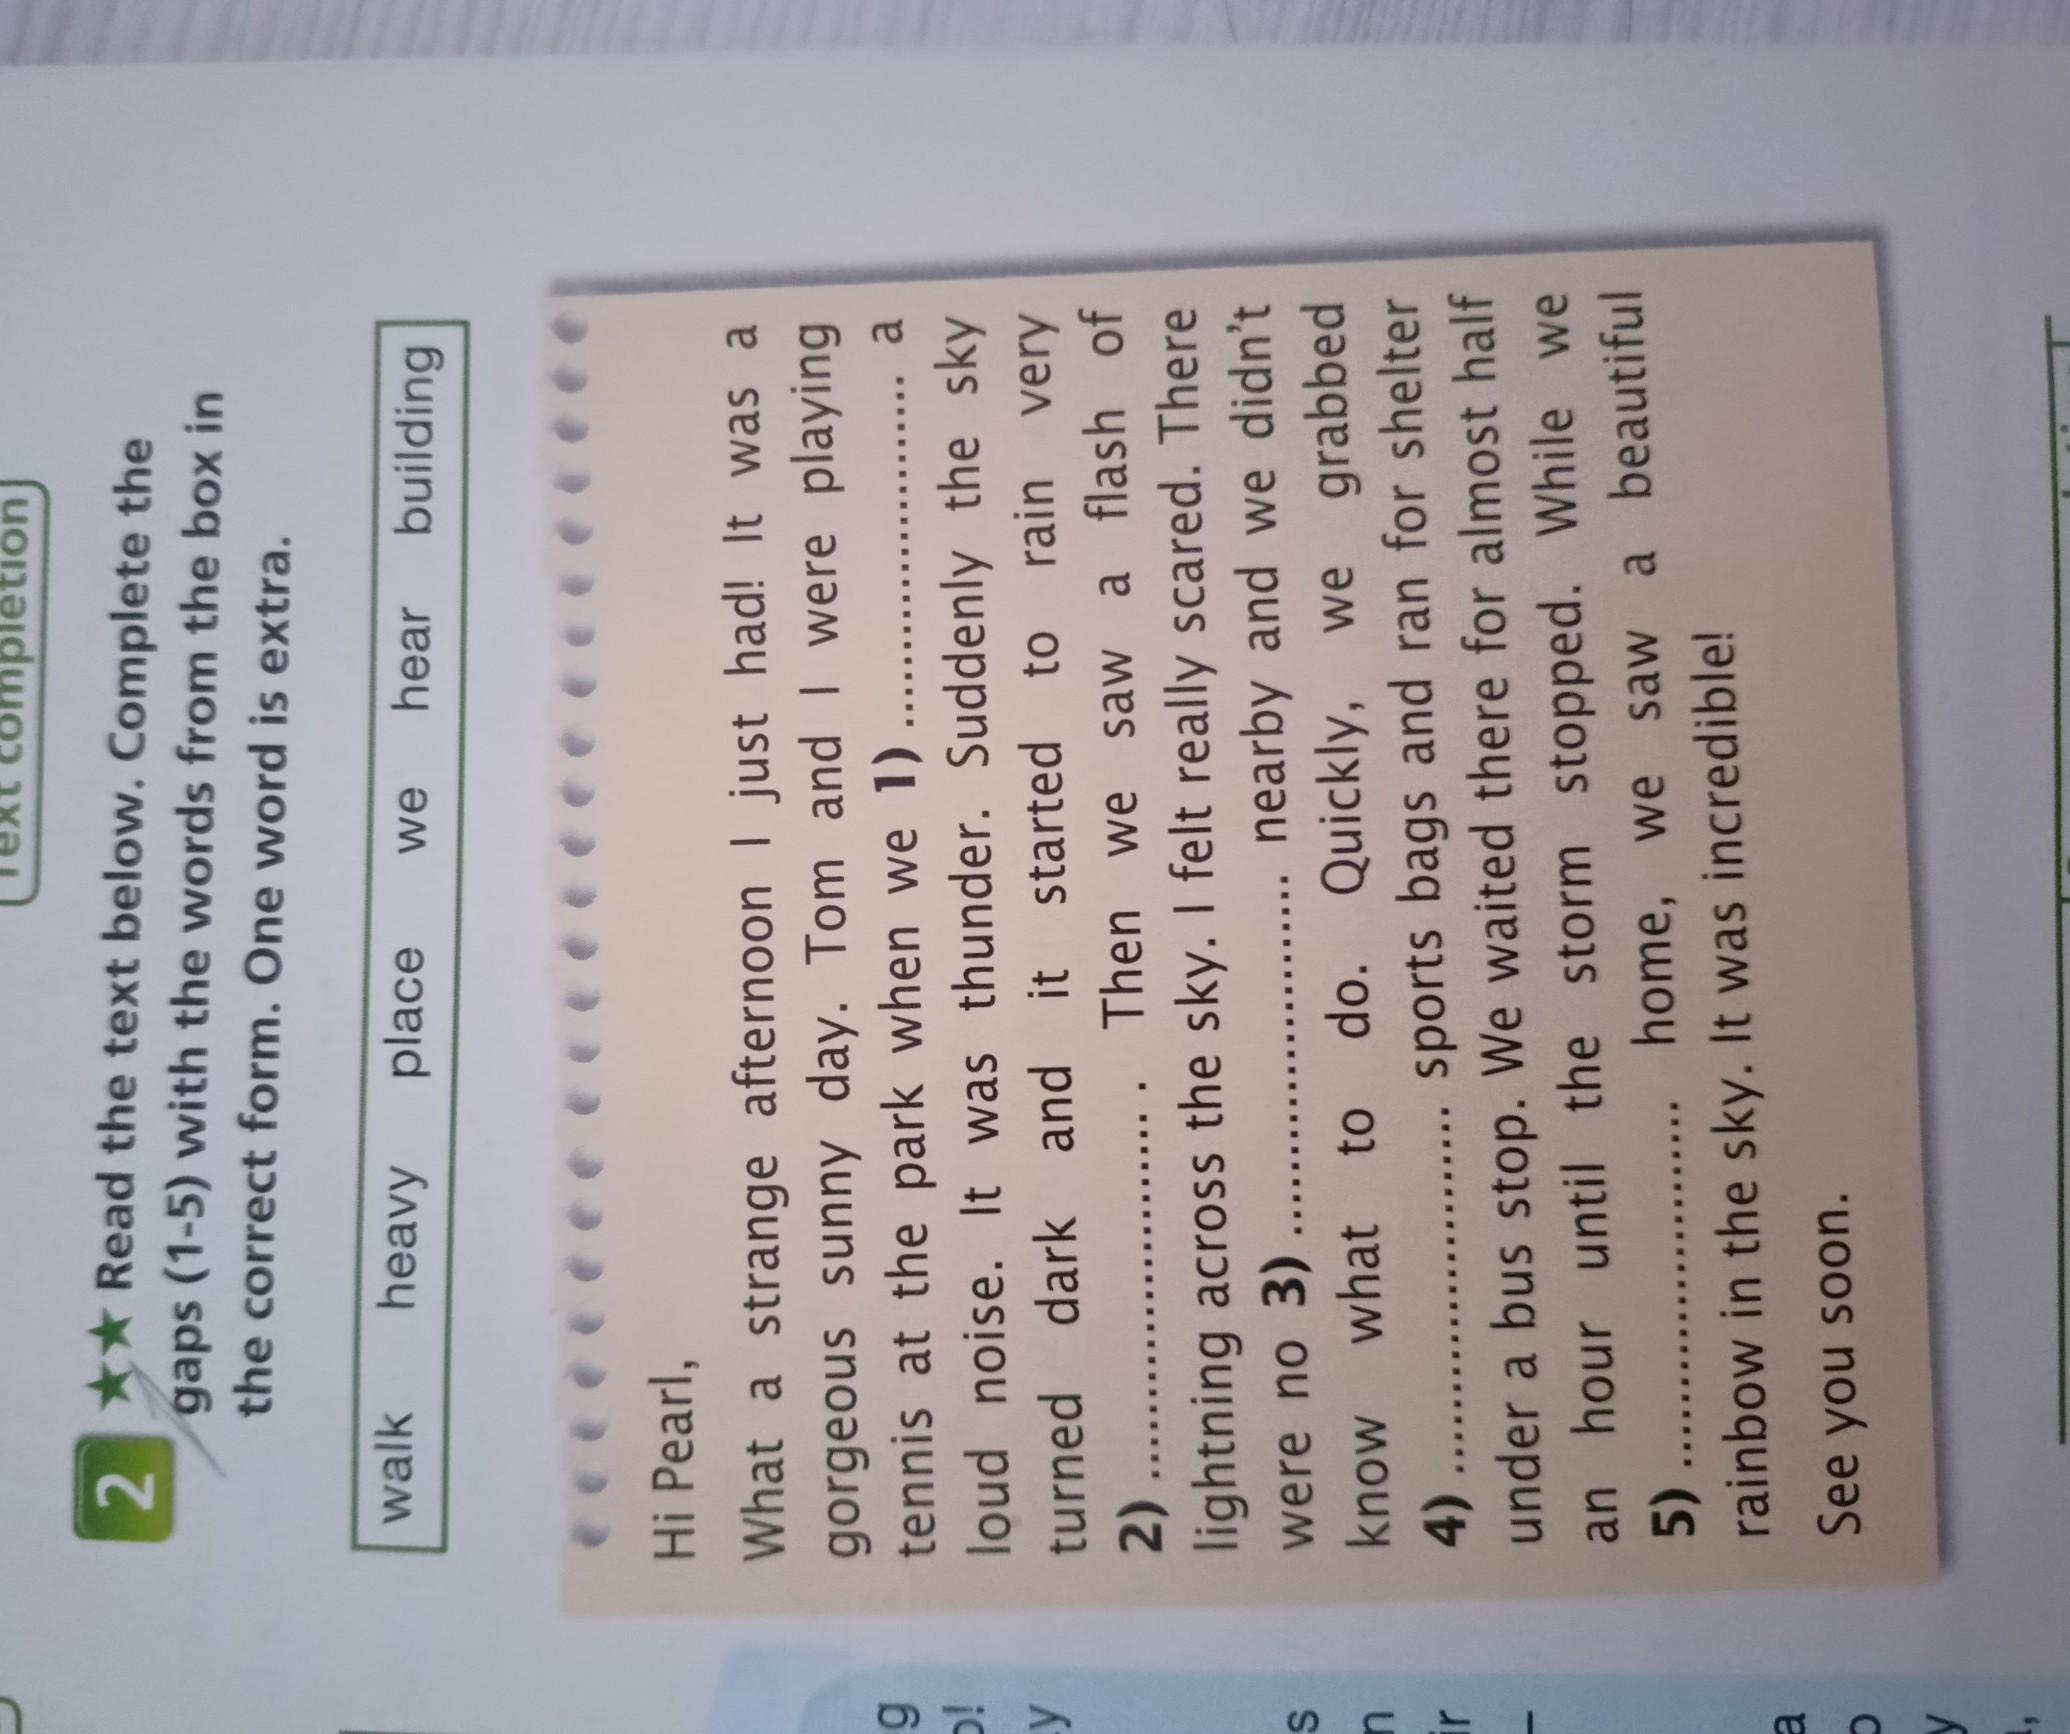 Text completion
2 ★★ Read the text below. Complete the
gaps (1-5) with the words from the box in
the correct form. One word is extra.
walk heavy place we hear building
Hi Pearl,
What a strange afternoon I just had! It was a
gorgeous sunny day. Tom and I were playing
tennis at the park when we 1) ........................ a
loud noise. It was thunder. Suddenly the sky
turned dark and it started to rain very
2) ........................ . Then we saw a flash of
lightning across the sky. I felt really scared. There
were no 3) ........................ nearby and we didn't
know what to do. Quickly, we grabbed
4) ........................ sports bags and ran for shelter
under a bus stop. We waited there for almost half
an hour until the storm stopped. While we
5) ........................ home, we saw a beautiful
rainbow in the sky. It was incredible!
See you soon.